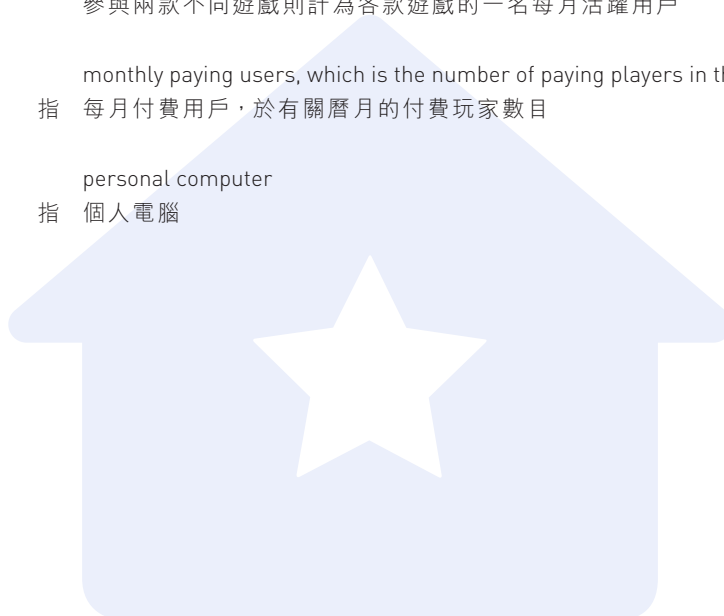 參與兩款不同遊戲則計為各款遊戲的一名每月活躍用戶
monthly paying users, which is the number of paying players in
指 每月付費用戶，於有關曆月的付費玩家數目
personal computer
指 個人電腦